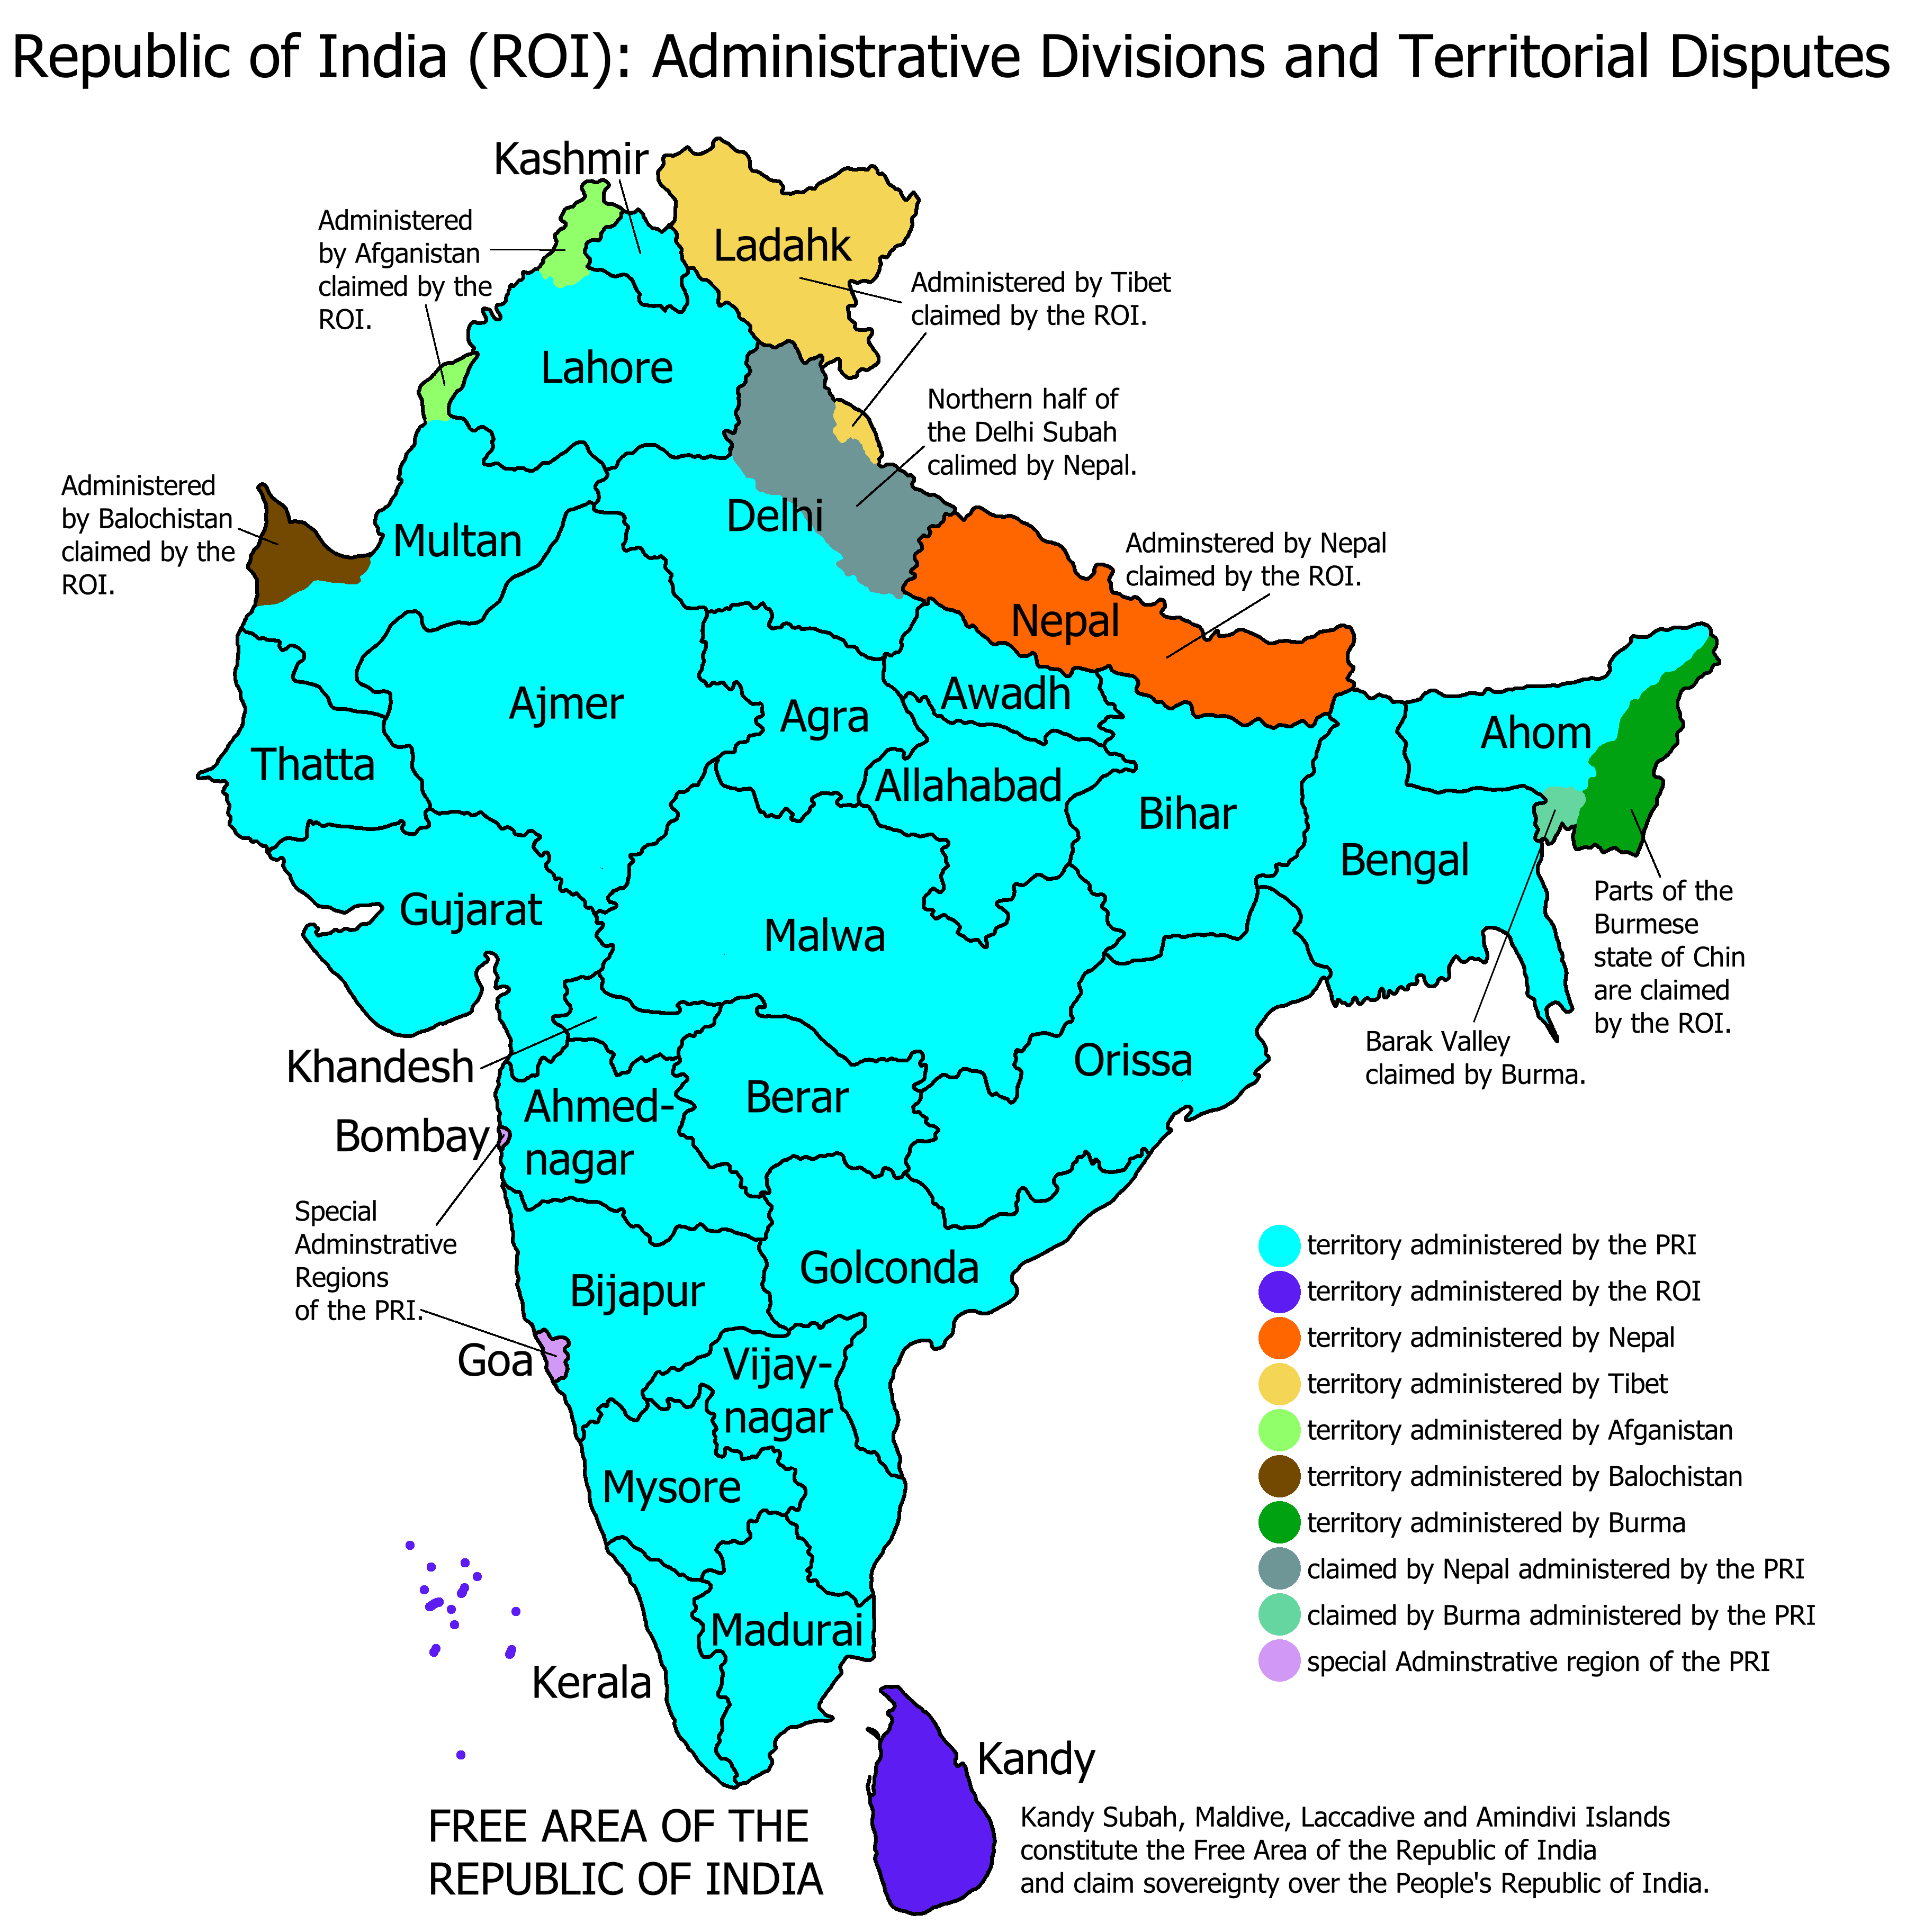 Republic of India (ROI): Administrative Divisions and Territorial Disputes
Kashmir
Administered
by Afganistan
claimed by the
ROI.
Ladahk
Administered by Tibet
claimed by the ROI.
Lahore
Northern half of
the Delhi Subah
calimed by Nepal.
Administered
by Balochistan
claimed by the
ROI.
Multan
Delhi
Adminstered by Nepal
claimed by the ROI.
Nepal
Ajmer
Agra
Awadh
Ahom
Thatta
Allahabad
Bihar
Bengal
Gujarat
Malwa
Parts of the
Burmese
state of Chin
are claimed
by the ROI.
Barak Valley
claimed by Burma.
Khandesh
Orissa
Ahmed-
nagar
Berar
Bombay
Special
Adminstrative
Regions
of the PRI.
Bijapur
Golconda
Goa
Vijay-
nagar
Mysore
Madurai
Kerala
territory administered by the PRI
territory administered by the ROI
territory administered by Nepal
territory administered by Tibet
territory administered by Afganistan
territory administered by Balochistan
territory administered by Burma
claimed by Nepal administered by the PRI
claimed by Burma administered by the PRI
special Adminstrative region of the PRI
Kandy
FREE AREA OF THE
REPUBLIC OF INDIA
Kandy Subah, Maldive, Laccadive and Amindivi Islands
constitute the Free Area of the Republic of India
and claim sovereignty over the People's Republic of India.